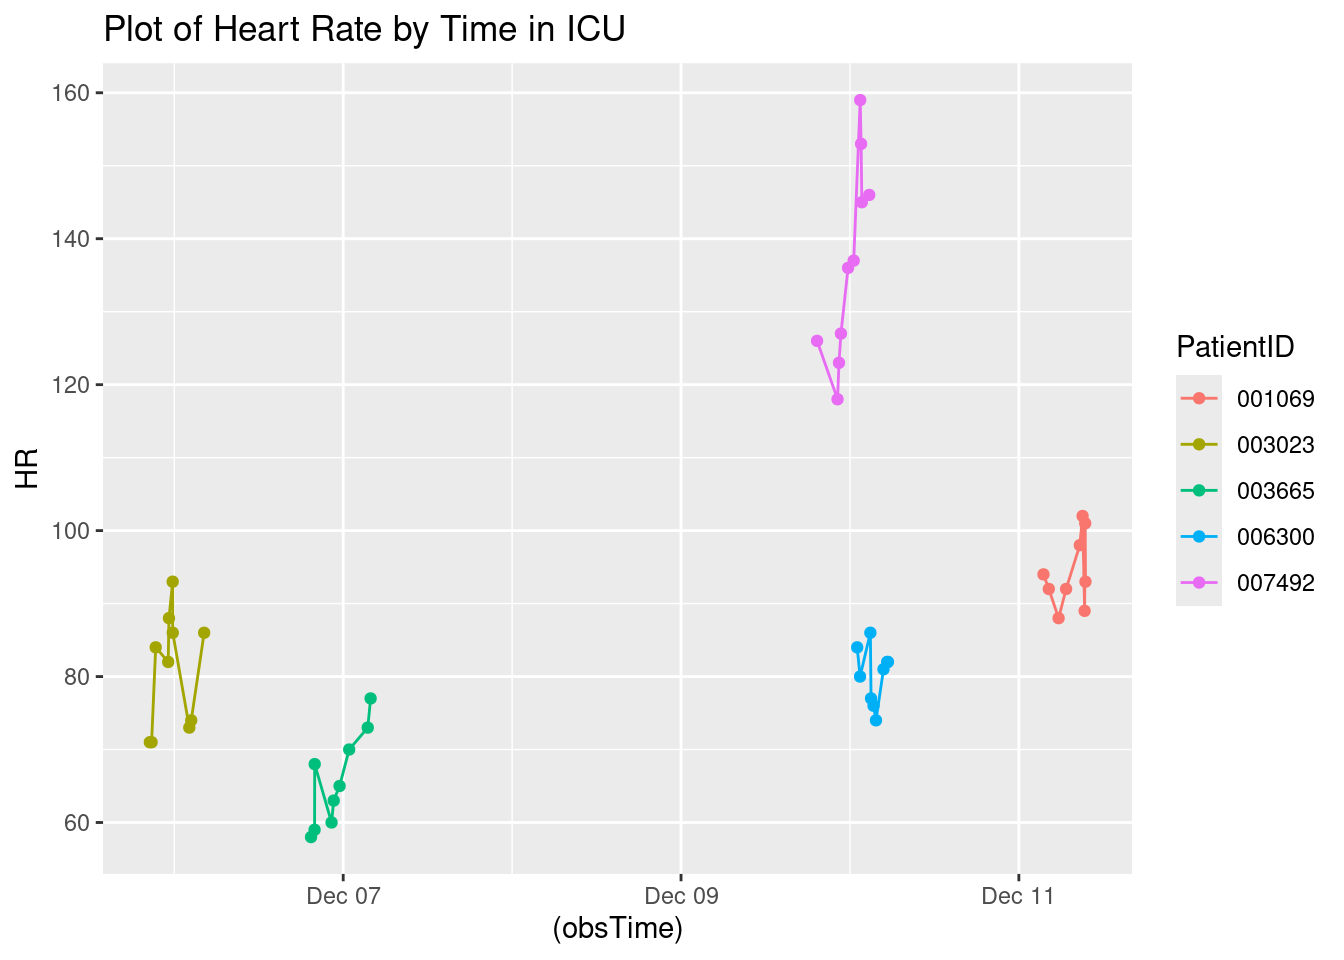 Plot of Heart Rate by Time in ICU
160
140
120
100
80
60
HR
Dec 07
Dec 09
Dec 11
(obsTime)
PatientID
001069
003023
003665
006300
007492